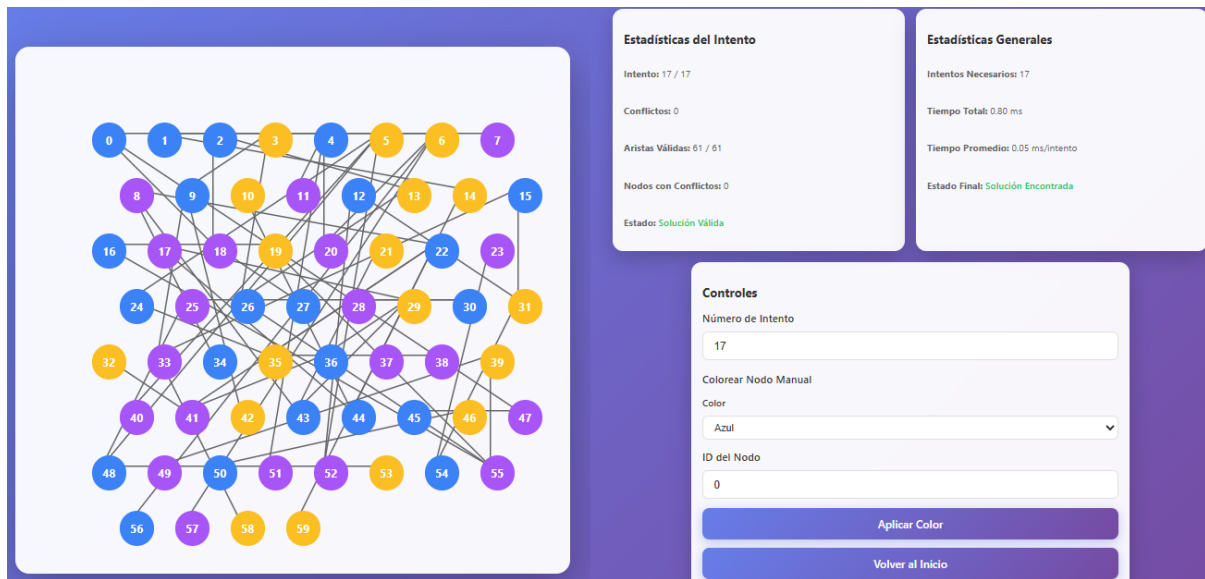 0 1 2 3 4 5 6 7
8 9 10 11 12 13 14 15
16 17 18 19 20 21 22 23
24 25 26 27 28 29 30 31
32 33 34 35 36 37 38 39
40 41 42 43 44 45 46 47
48 49 50 51 52 53 54 55
56 57 58 59
Estadísticas del Intento
Intento: 17 / 17
Conflictos: 0
Aristas Válidas: 61 / 61
Nodos con Conflictos: 0
Estado: Solución Válida
Estadísticas Generales
Intentos Necesarios: 17
Tiempo Total: 0.80 ms
Tiempo Promedio: 0.05 ms/intento
Estado Final: Solución Encontrada
Controles
Número de Intento
17
Colorear Nodo Manual
Color
Azul
ID del Nodo
0
Aplicar Color
Volver al Inicio